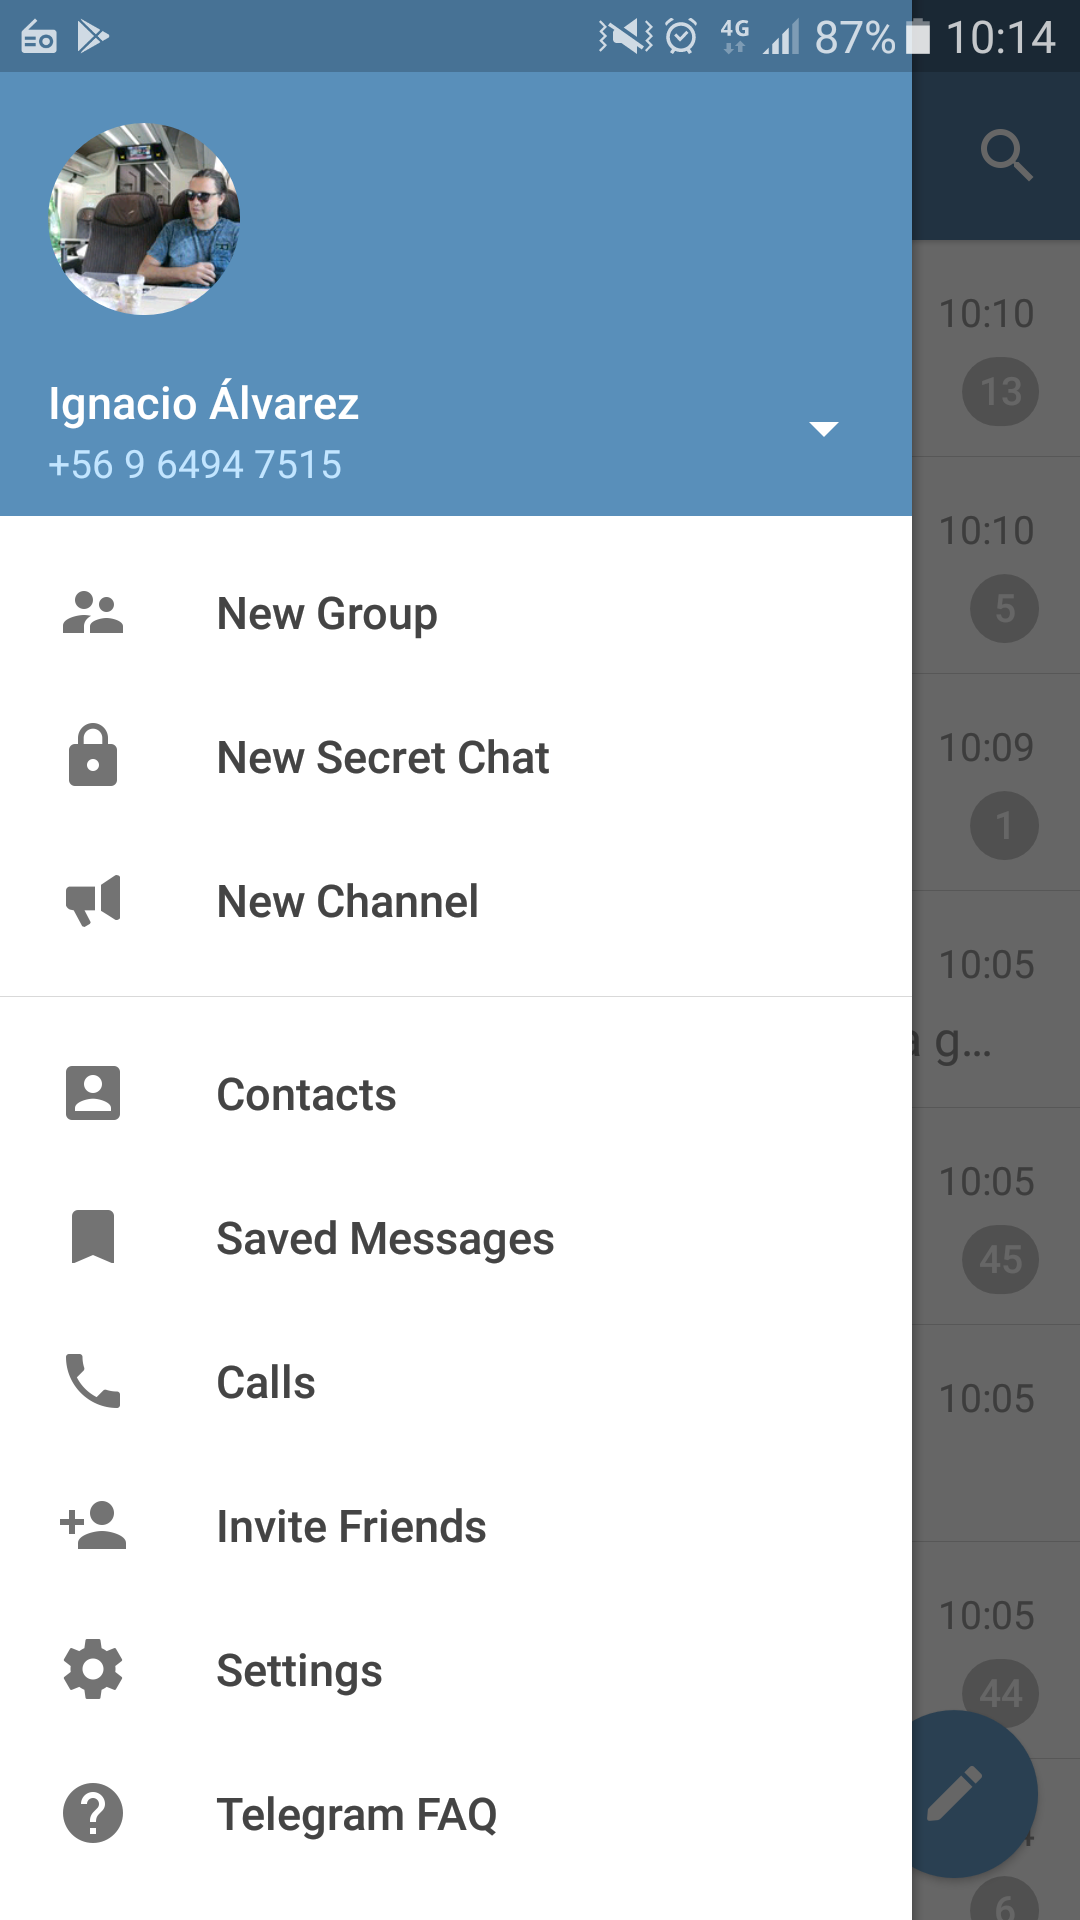 4G 87% 10:14
Ignacio Álvarez
+56 9 6494 7515
New Group
New Secret Chat
New Channel
Contacts
Saved Messages
Calls
Invite Friends
Settings
Telegram FAQ
10:10
13
10:10
5
10:09
1
10:05
g...
10:05
45
10:05
10:05
44
6